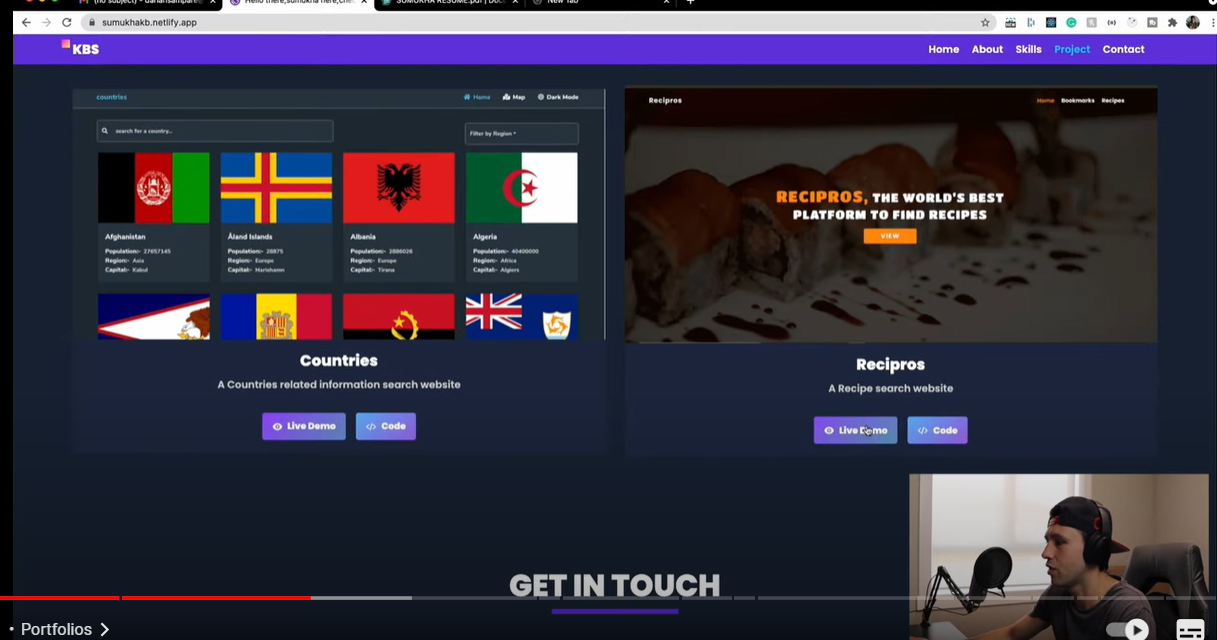 (no subject) - dariansampare
Hello there,sumukha here,che
SUMUKHA RESUME.pdf | Doc
New Tab
sumukhakb.netlify.app
KBS
Home About Skills Project Contact
countries
Home Map Dark Mode
search for a country...
Filter by Region
Afghanistan
Population:- 27657145
Region:- Asia
Capital:- Kabul
Åland Islands
Population:- 28875
Region:- Europe
Capital:- Mariehamn
Albania
Population:- 2886026
Region:- Europe
Capital:- Tirana
Algeria
Population:- 40400000
Region:- Africa
Capital:- Algiers
Countries
A Countries related information search website
Live Demo
Code
Recipros
Home Bookmarks Recipes
RECIPROS, THE WORLD'S BEST
PLATFORM TO FIND RECIPES
VIEW
Recipros
A Recipe search website
Live Demo
Code
GET IN TOUCH
• Portfolios